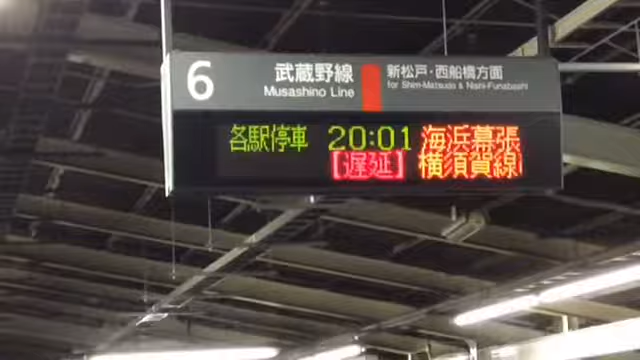 6
武蔵野線
Musashino Line
新松戸・西船橋方面
for Shin-Matsudo & Nishi-Funabashi
各駅停車 20:01 海浜幕張
[遅延] 横須賀線